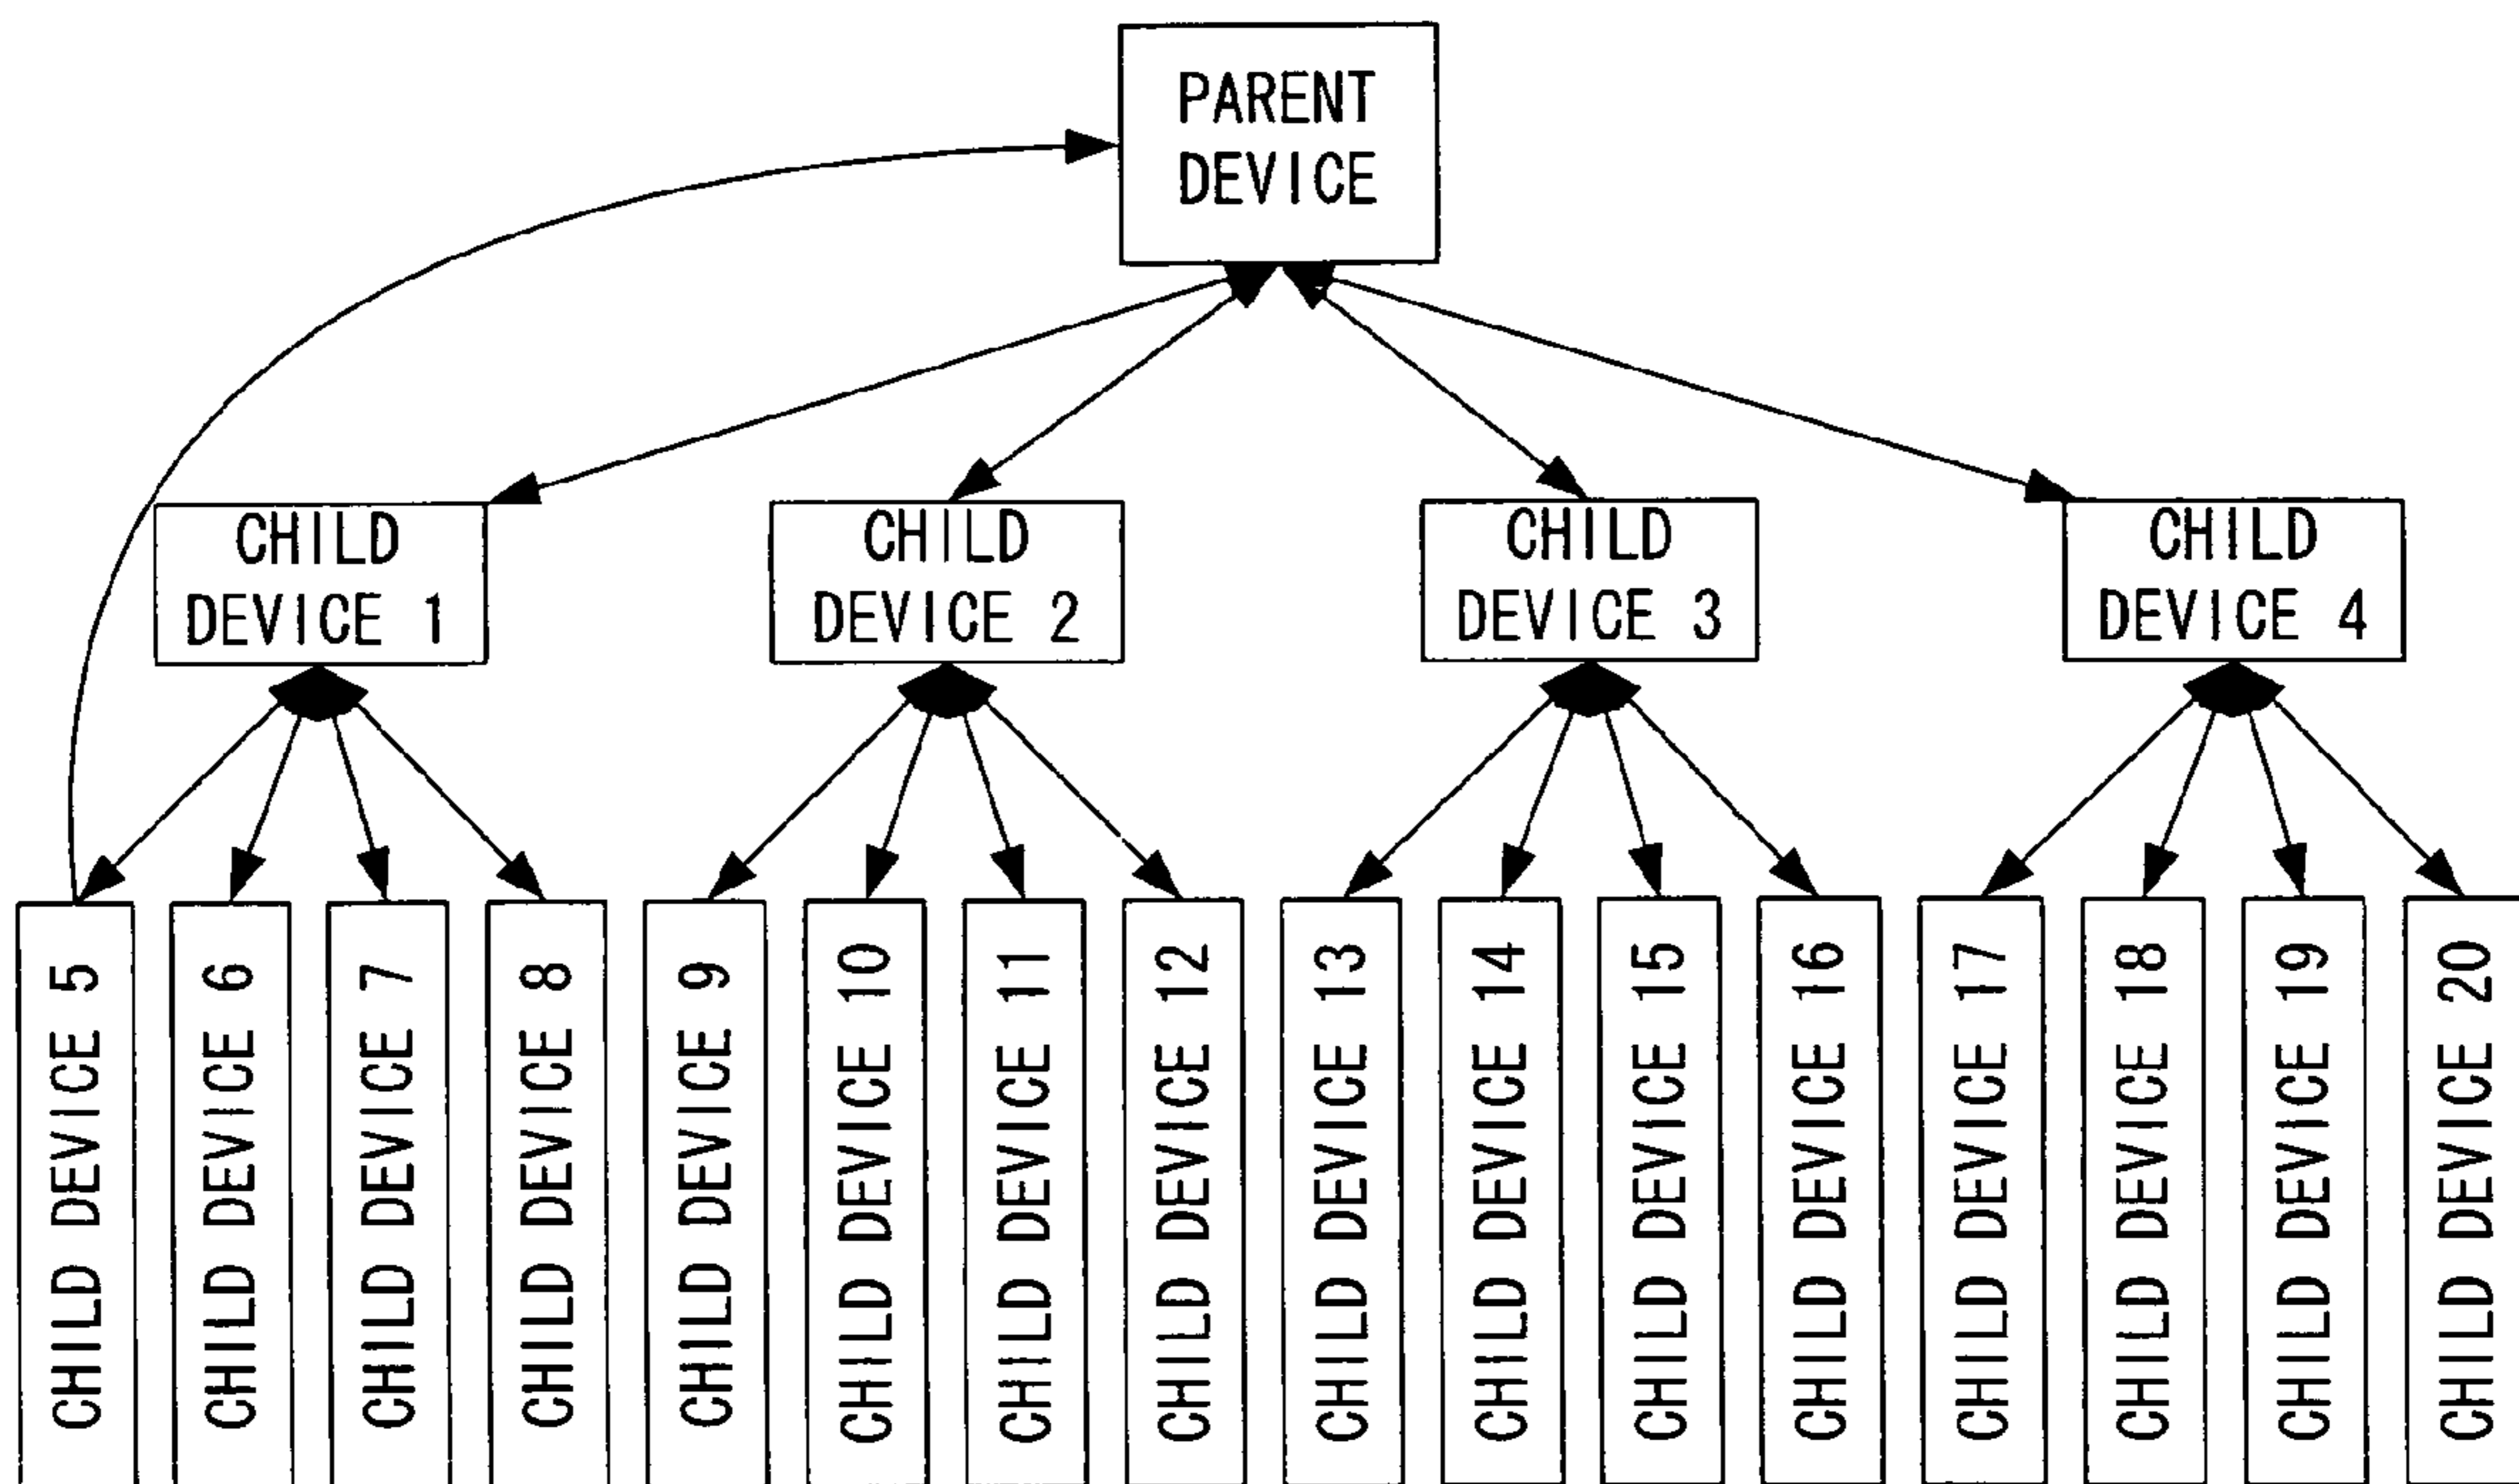 PARENT
DEVICE
CHILD
DEVICE 1
CHILD
DEVICE 2
CHILD
DEVICE 3
CHILD
DEVICE 4
CHILD DEVICE 5
CHILD DEVICE 6
CHILD DEVICE 7
CHILD DEVICE 8
CHILD DEVICE 9
CHILD DEVICE 10
CHILD DEVICE 11
CHILD DEVICE 12
CHILD DEVICE 13
CHILD DEVICE 14
CHILD DEVICE 15
CHILD DEVICE 16
CHILD DEVICE 17
CHILD DEVICE 18
CHILD DEVICE 19
CHILD DEVICE 20